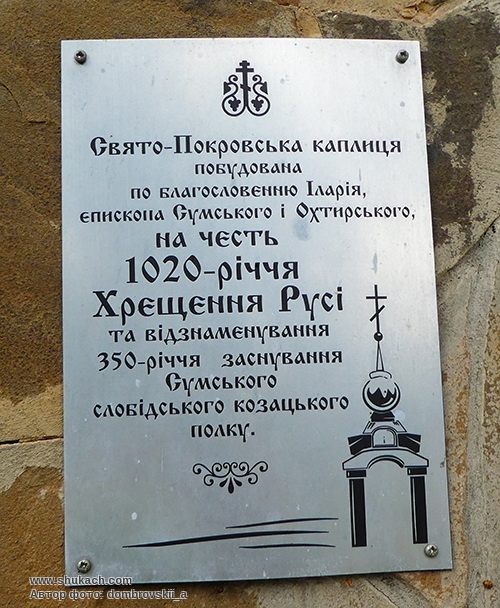 Свято-Покровська каплиця
побудована
по благословенню Іларія,
єпископа Сумського і Охтирського,
на честь
1020-річчя
Хрещення Русі
та відзнаменування
350-річчя заснування
Сумського
слобідського козацького
полку.
www.shukach.com
Автор фото: dombrovskii_a